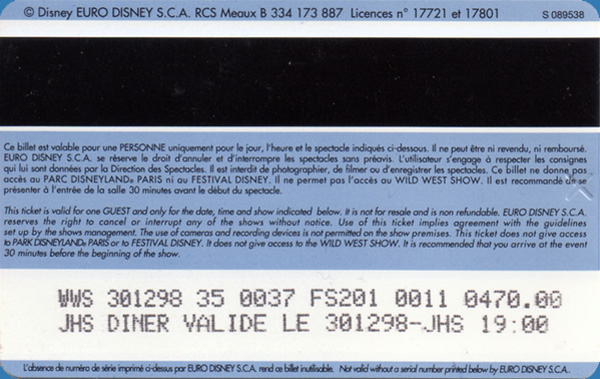 © Disney EURO DISNEY S.C.A. RCS Meaux B 334 173 887 Licences n° 17721 et 17801 S 089538
Ce billet est valable pour une PERSONNE uniquement pour le jour, l'heure et le spectacle indiqués ci-dessous. Il ne peut être ni revendu, ni remboursé.
EURO DISNEY S.C.A. se réserve le droit d'annuler et d'interrompre les spectacles sans préavis. L'utilisateur s'engage à respecter les consignes
qui lui sont données par la Direction des Spectacles. Il est interdit de photographier, de filmer ou d'enregistrer les spectacles. Ce billet ne donne pas
accès au PARC DISNEYLAND® PARIS ni au FESTIVAL DISNEY. Il ne permet pas l'accès au WILD WEST SHOW. Il est recommandé de se
présenter à l'entrée de la salle 30 minutes avant le début du spectacle.
This ticket is valid for one GUEST and only for the date, time and show indicated below. It is not for resale and is non refundable. EURO DISNEY S.C.A.
reserves the right to cancel or interrupt any of the shows without notice. Use of this ticket implies agreement with the guidelines
set up by the shows management. The use of cameras and recording devices is not permitted on the show premises. This ticket does not give access
to PARK DISNEYLAND® PARIS or to FESTIVAL DISNEY. It does not give access to the WILD WEST SHOW. It is recommended that you arrive at the event
30 minutes before the beginning of the show.
WWS 301298 35 0037 FS201 0011 0470.00
JHS DINER VALIDE LE 301298-JHS 19:00
L'absence de numéro de série imprimé ci-dessus par EURO DISNEY S.C.A. rend ce billet inutilisable. Not valid without a serial number printed below by EURO DISNEY S.C.A.